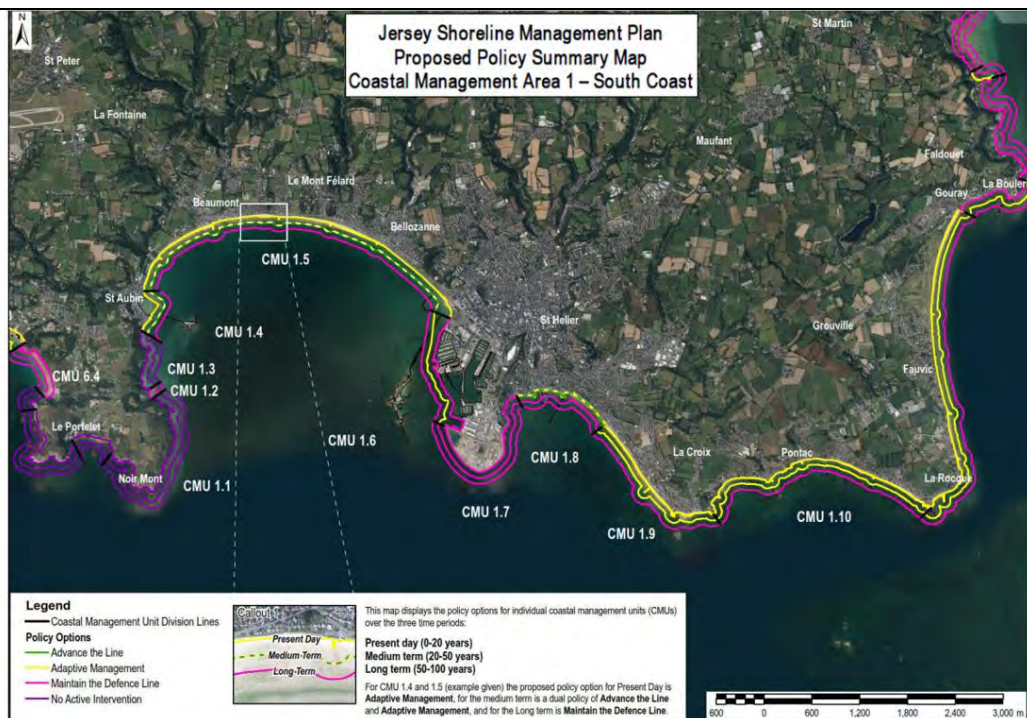 N
Jersey Shoreline Management Plan
Proposed Policy Summary Map
Coastal Management Area 1 – South Coast
St Martin
St Peter
La Fontaine
Maufant
Le Mont Félard
Faldouet
La Bouler
Gouray
Beaumont
Bellozanne
CMU 1.5
St Aubin
St Helier
CMU 1.4
Grouville
CMU 1.3
Fauvic
CMU 6.4
CMU 1.2
Le Portelet
CMU 1.6
La Croix
Pontac
CMU 1.8
Noir Mont
CMU 1.1
La Rocque
CMU 1.7
CMU 1.10
CMU 1.9
Legend
Coastal Management Unit Division Lines
Policy Options
Advance the Line
Adaptive Management
Maintain the Defence Line
No Active Intervention
Callout 1
Present Day
Medium-Term
Long-Term
This map displays the policy options for individual coastal management units (CMUs)
over the three time periods:
Present day (0-20 years)
Medium term (20-50 years)
Long term (50-100 years)
For CMU 1.4 and 1.5 (example given) the proposed policy option for Present Day is
Adaptive Management, for the medium term is a dual policy of Advance the Line
and Adaptive Management, and for the Long term is Maintain the Defence Line.
600 0 600 1,200 1,800 2,400 3,000 m